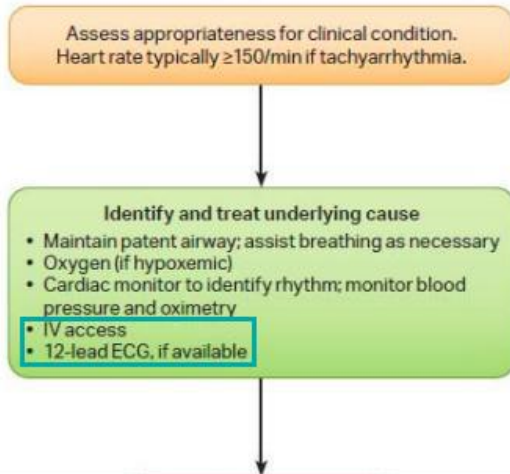 Assess appropriateness for clinical condition.
Heart rate typically ≥150/min if tachyarrhythmia.
Identify and treat underlying cause
• Maintain patent airway; assist breathing as necessary
• Oxygen (if hypoxemic)
• Cardiac monitor to identify rhythm; monitor blood
pressure and oximetry
• IV access
• 12-lead ECG, if available